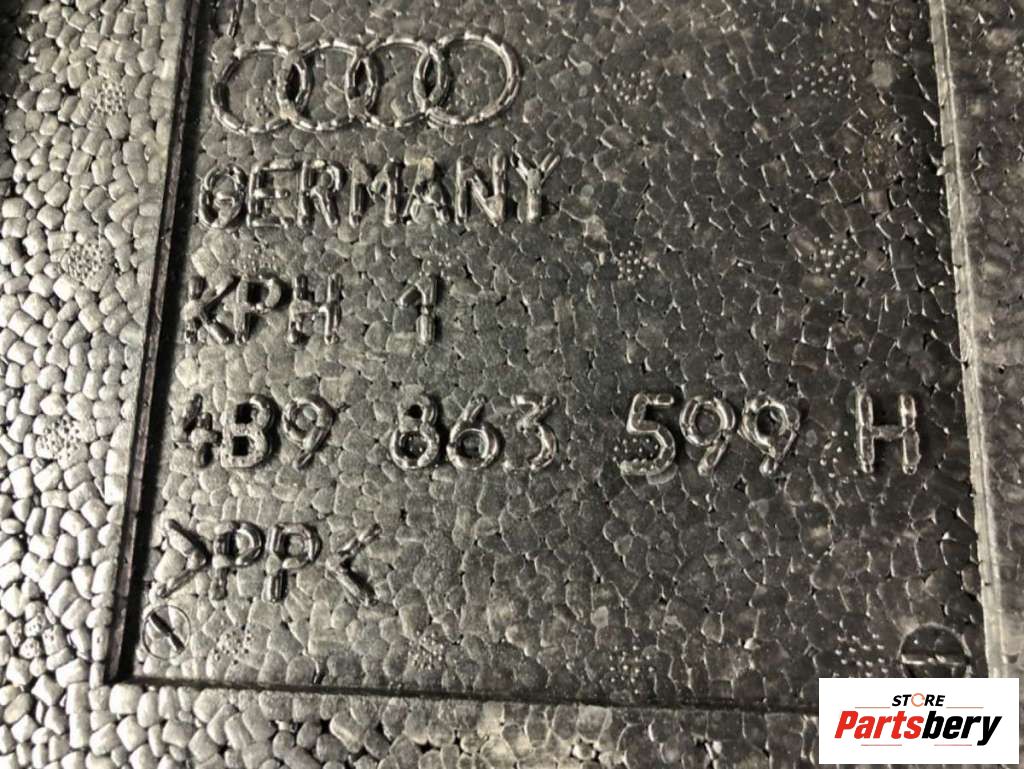 GERMANY
KPH 1
4B9 863 599 H
>PP<
STORE
Partsbery